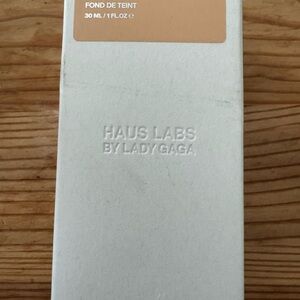 FOND DE TEINT
30 ML / 1 FL.OZ ℮
HAUS LABS
BY LADY GAGA